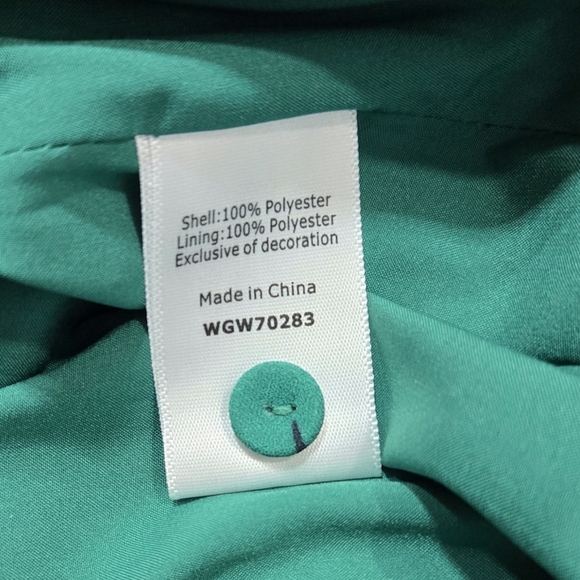 Shell:100% Polyester
Lining:100% Polyester
Exclusive of decoration
Made in China
WGW70283